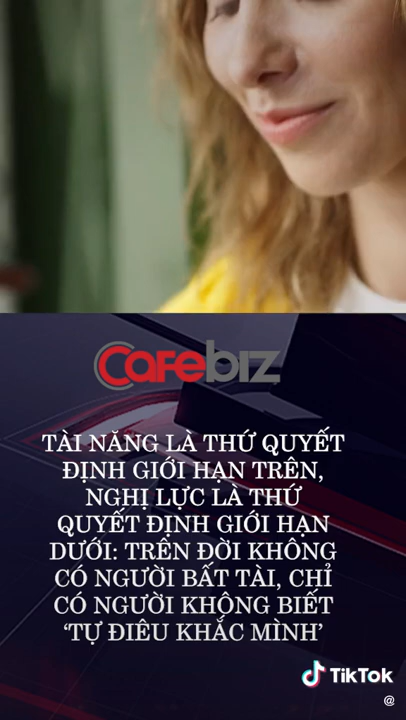 Cafebiz
TÀI NĂNG LÀ THỨ QUYẾT
ĐỊNH GIỚI HẠN TRÊN,
NGHỊ LỰC LÀ THỨ
QUYẾT ĐỊNH GIỚI HẠN
DƯỚI: TRÊN ĐỜI KHÔNG
CÓ NGƯỜI BẤT TÀI, CHỈ
CÓ NGƯỜI KHÔNG BIẾT
‘TỰ ĐIÊU KHẮC MÌNH’
TikTok
@